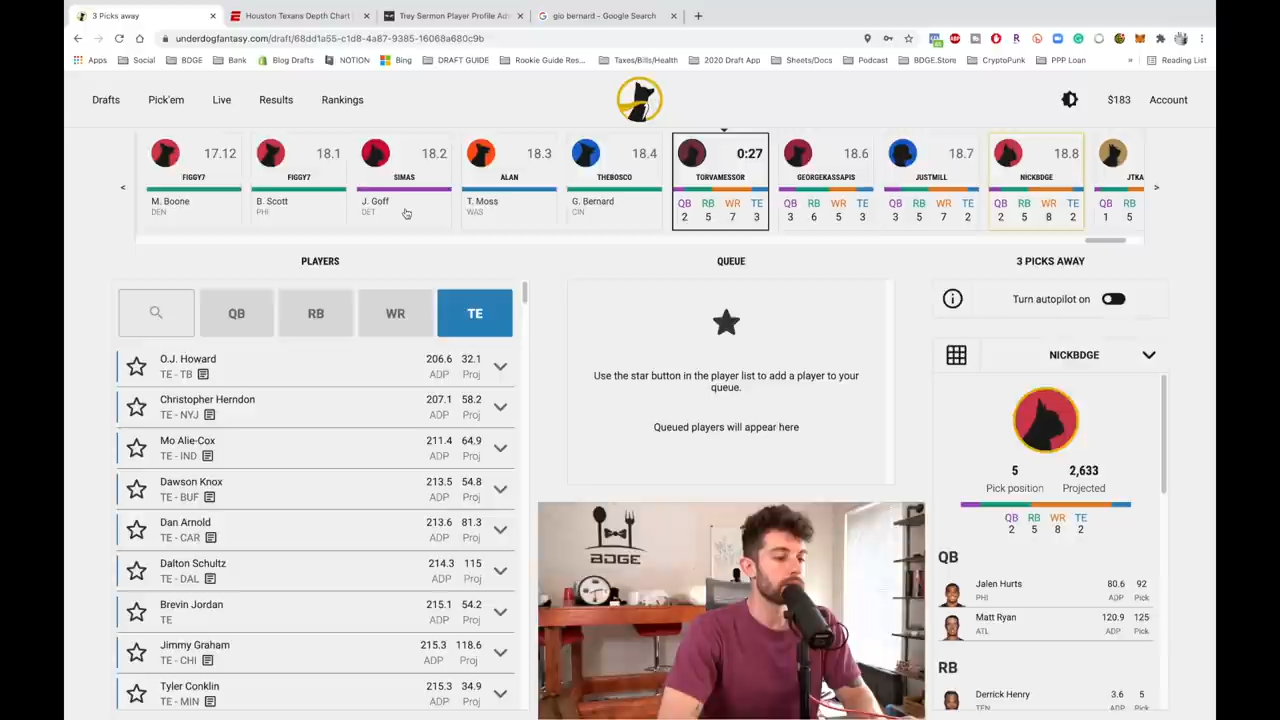 3 Picks away
Houston Texans Depth Chart
Trey Sermon Player Profile Ad
gio bernard - Google Search
underdogfantasy.com/draft/68dd1a55-c1d8-4a87-9385-16068a680c9b
Apps
Social
BDGE
Bank
Blog Drafts
NOTION
Bing
DRAFT GUIDE
Rookie Guide Res...
Taxes/Bills/Health
2020 Draft App
Sheets/Docs
Podcast
BDGE.Store
CryptoPunk
PPP Loan
»
Reading List
Drafts
Pick'em
Live
Results
Rankings
$183
Account
17.12
18.1
18.2
18.3
18.4
0:27
18.6
18.7
18.8
FIGGY7
FIGGY7
SIMAS
ALAN
THEBOSCO
TORVAMESSOR
GEORGEKASSAPIS
JUSTMILL
NICKBDGE
JTKA
M. Boone
DEN
B. Scott
PHI
J. Goff
DET
T. Moss
WAS
G. Bernard
CIN
QB RB WR TE
2 5 7 3
QB RB WR TE
3 6 5 3
QB RB WR TE
3 5 7 2
QB RB WR TE
2 5 8 2
QB RB
1 5
PLAYERS
QUEUE
3 PICKS AWAY
QB
RB
WR
TE
O.J. Howard
TE - TB
206.6 32.1
ADP Proj
Christopher Herndon
TE - NYJ
207.1 58.2
ADP Proj
Mo Alie-Cox
TE - IND
211.4 64.9
ADP Proj
Dawson Knox
TE - BUF
213.5 54.8
ADP Proj
Dan Arnold
TE - CAR
213.6 81.3
ADP Proj
Dalton Schultz
TE - DAL
214.3 115
ADP Proj
Brevin Jordan
TE
215.1 54.2
ADP Proj
Jimmy Graham
TE - CHI
215.3 118.6
ADP Proj
Tyler Conklin
TE - MIN
215.3 34.9
ADP Proj
Use the star button in the player list to add a player to your
queue.
Queued players will appear here
BDGE
Turn autopilot on
NICKBDGE
5
Pick position
2,633
Projected
QB RB WR TE
2 5 8 2
QB
Jalen Hurts
PHI
80.6 92
ADP Pick
Matt Ryan
ATL
120.9 125
ADP Pick
RB
Derrick Henry
TEN
3.6 5
ADP Pick